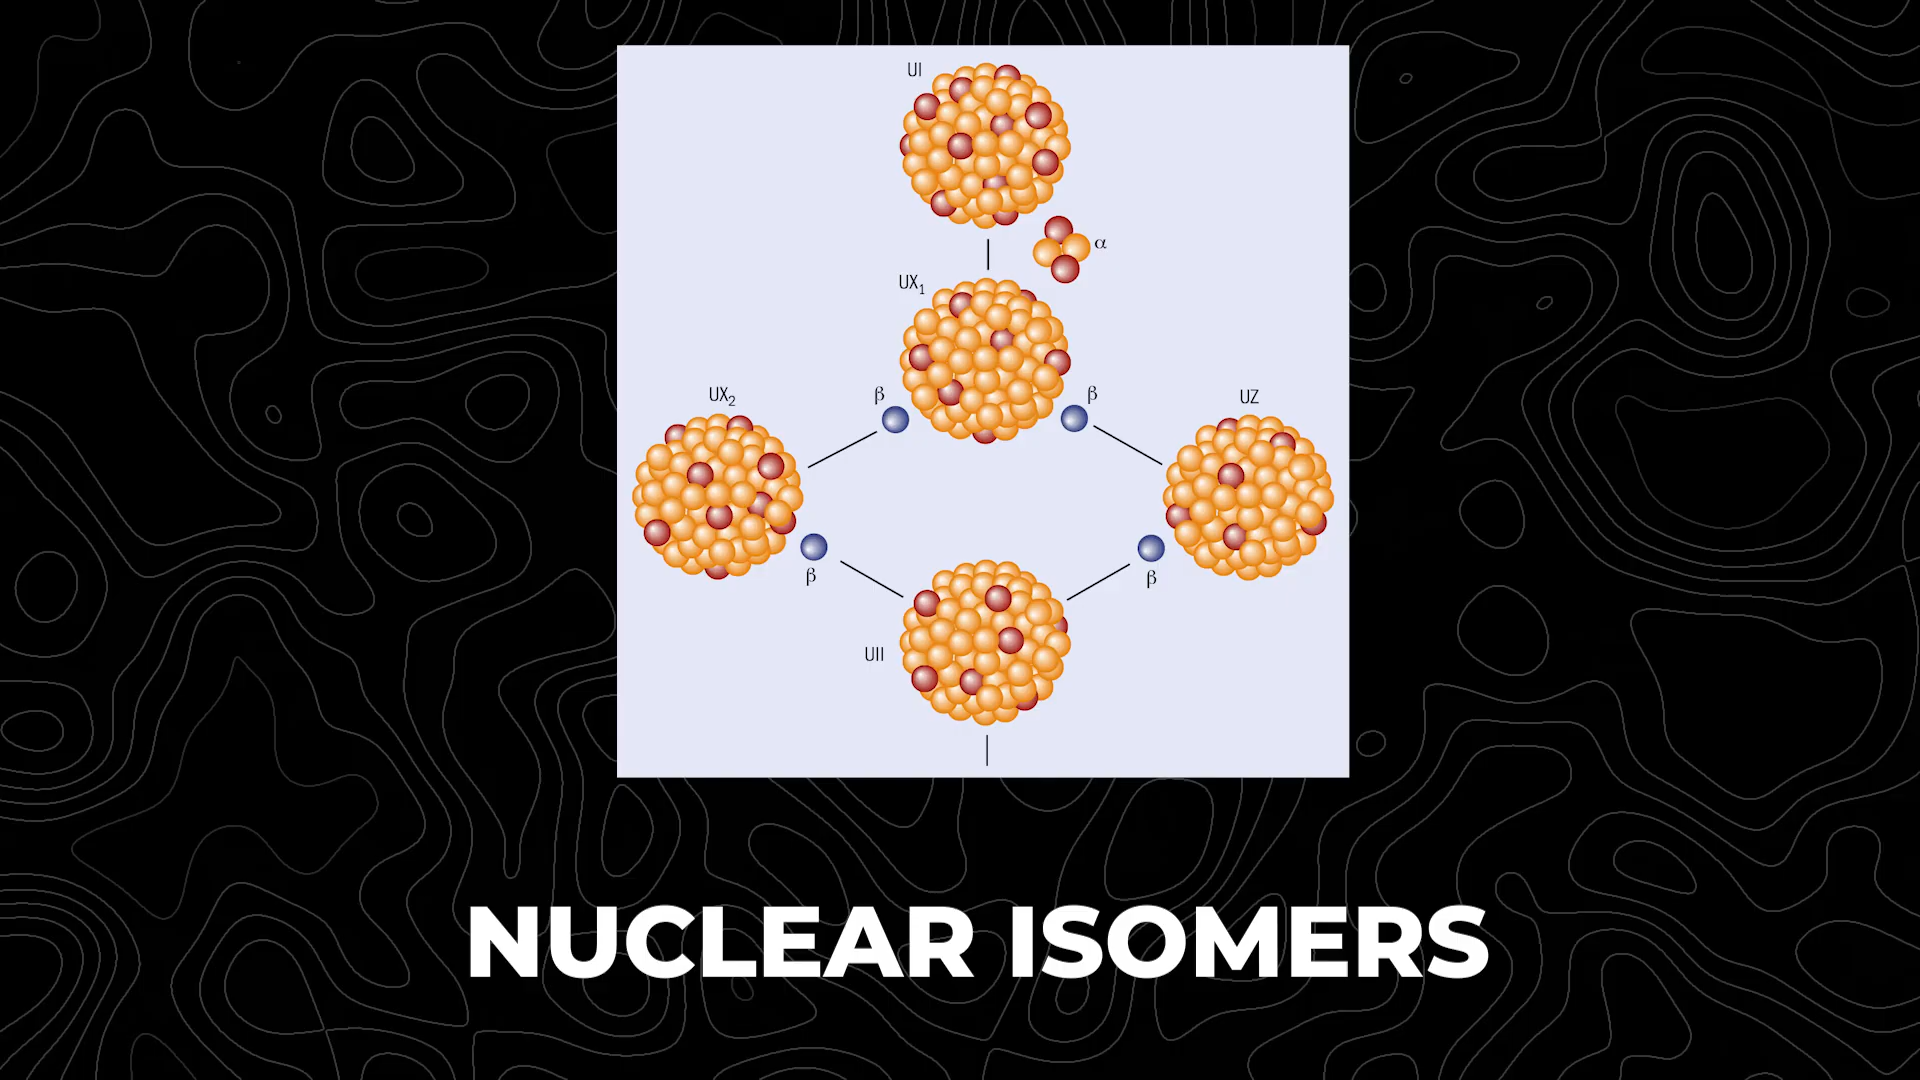 UI
α
UX₁
β β
UX₂ UZ
β β
UII
NUCLEAR ISOMERS